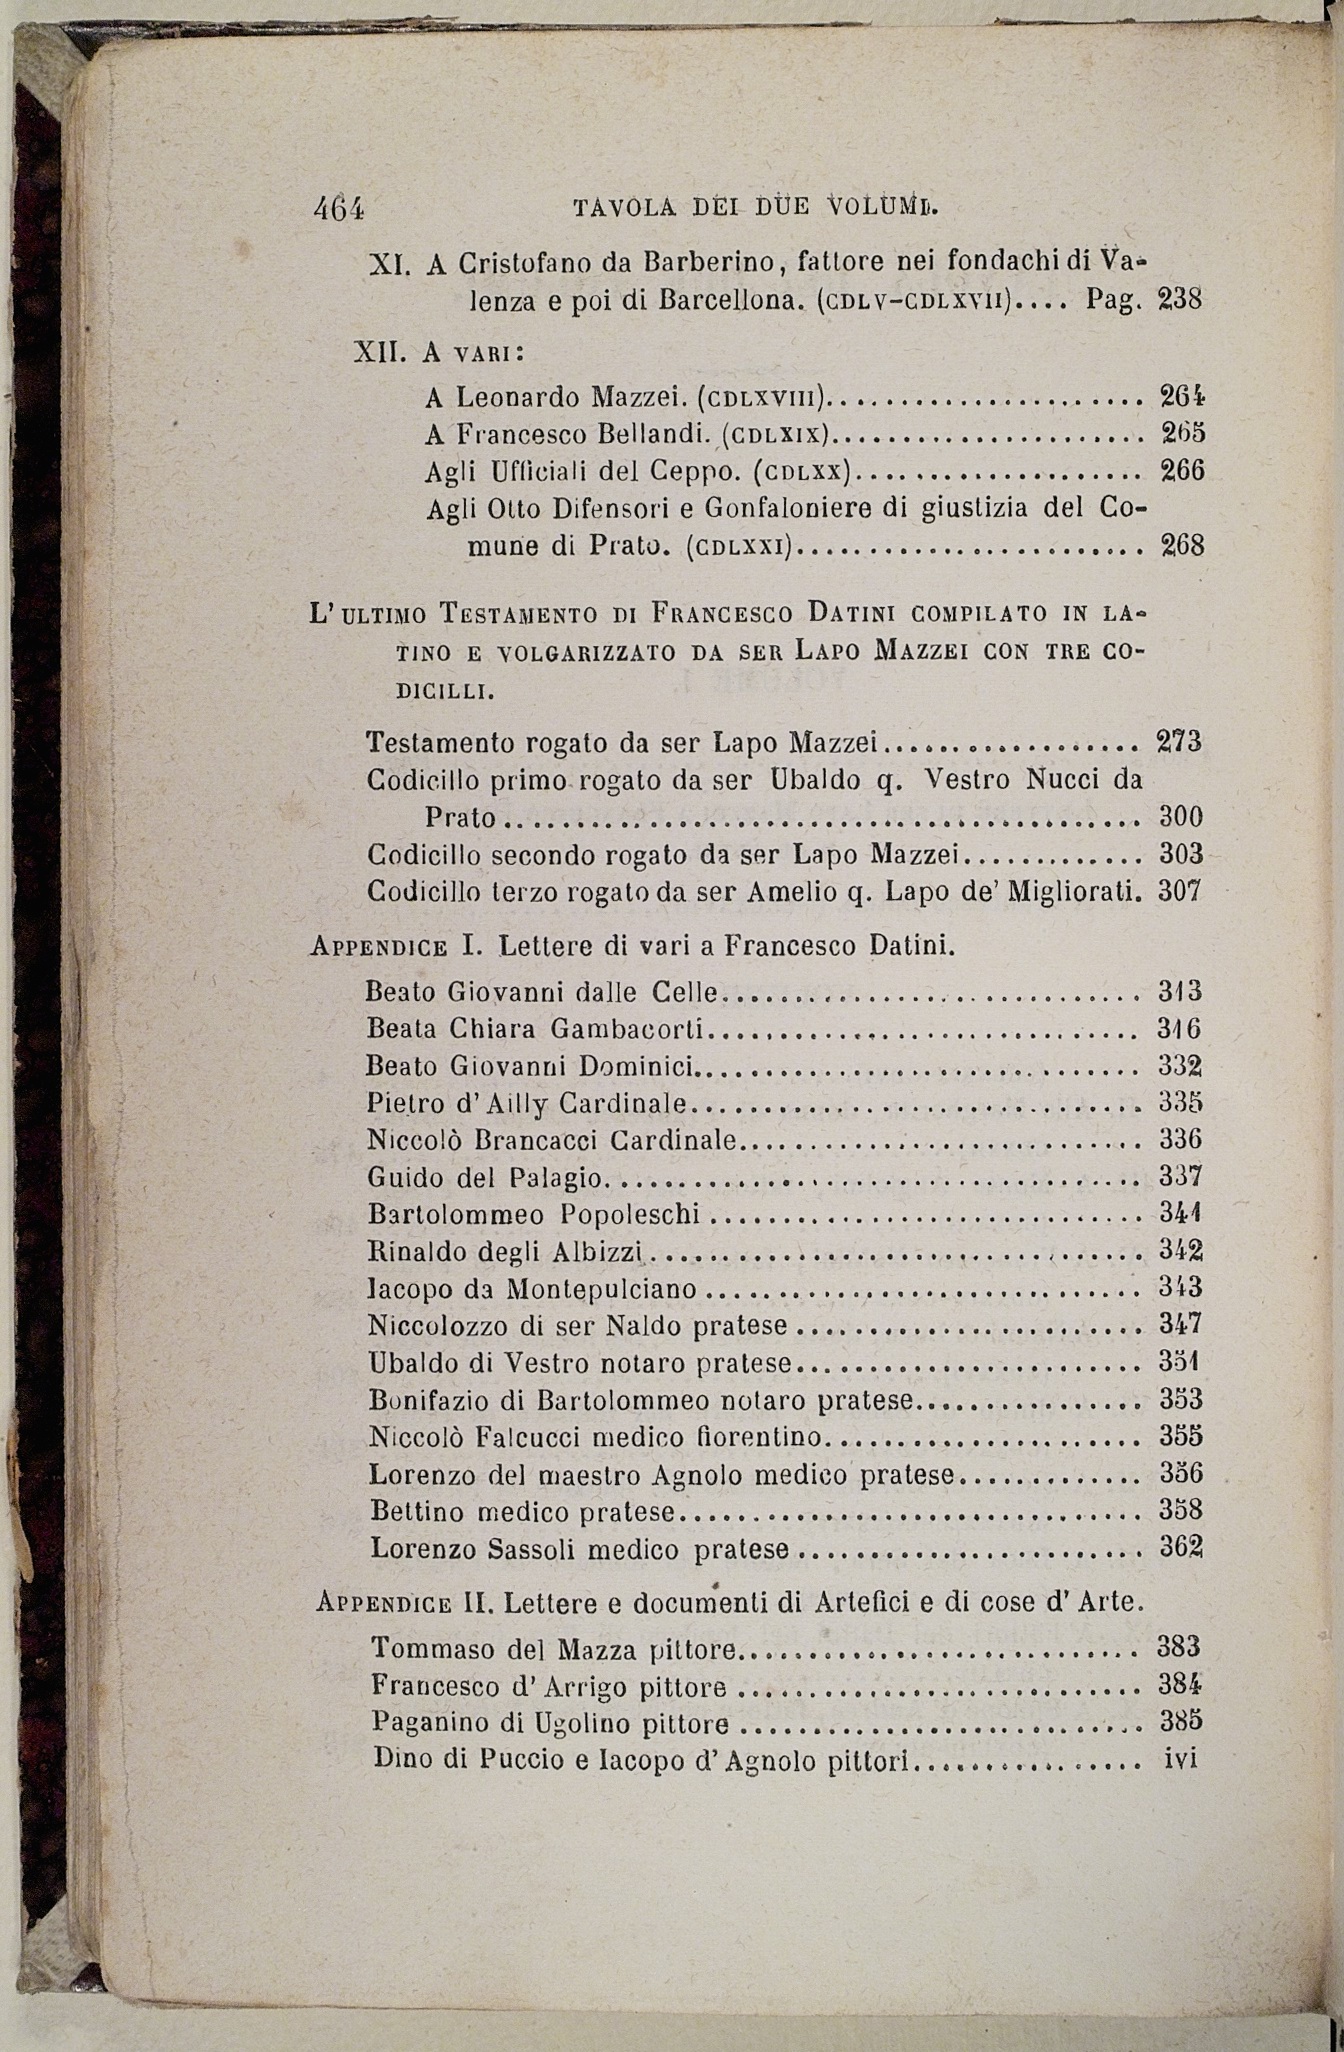 464 TAVOLA DEI DUE VOLUMI.
XI. A Cristofano da Barberino, fattore nei fondachi di Va-
lenza e poi di Barcellona. (CDLV-CDLXVII).... Pag. 238
XII. A VARI:
A Leonardo Mazzei. (CDLXVIII)...................... 264
A Francesco Bellandi. (CDLXIX)...................... 265
Agli Ufficiali del Ceppo. (CDLXX).................... 266
Agli Otto Difensori e Gonfaloniere di giustizia del Co-
mune di Prato. (CDLXXI)........................ 268
L' ULTIMO TESTAMENTO DI FRANCESCO DATINI COMPILATO IN LA-
TINO E VOLGARIZZATO DA SER LAPO MAZZEI CON TRE CO-
DICILLI.
Testamento rogato da ser Lapo Mazzei.................. 273
Codicillo primo rogato da ser Ubaldo q. Vestro Nucci da
Prato............................................ 300
Codicillo secondo rogato da ser Lapo Mazzei............. 303
Codicillo terzo rogato da ser Amelio q. Lapo de' Migliorati. 307
APPENDICE I. Lettere di vari a Francesco Datini.
Beato Giovanni dalle Celle............................. 313
Beata Chiara Gambacorti.............................. 316
Beato Giovanni Dominici............................... 332
Pietro d' Ailly Cardinale............................... 335
Niccolò Brancacci Cardinale............................ 336
Guido del Palagio..................................... 337
Bartolommeo Popoleschi .............................. 341
Rinaldo degli Albizzi.................................. 342
Iacopo da Montepulciano .............................. 343
Niccolozzo di ser Naldo pratese ........................ 347
Ubaldo di Vestro notaro pratese........................ 351
Bonifazio di Bartolommeo notaro pratese................ 353
Niccolò Falcucci medico fiorentino...................... 355
Lorenzo del maestro Agnolo medico pratese............. 356
Bettino medico pratese................................ 358
Lorenzo Sassoli medico pratese ........................ 362
APPENDICE II. Lettere e documenti di Artefici e di cose d' Arte.
Tommaso del Mazza pittore............................ 383
Francesco d' Arrigo pittore ............................ 384
Paganino di Ugolino pittore ............................ 385
Dino di Puccio e Iacopo d' Agnolo pittori................ ivi